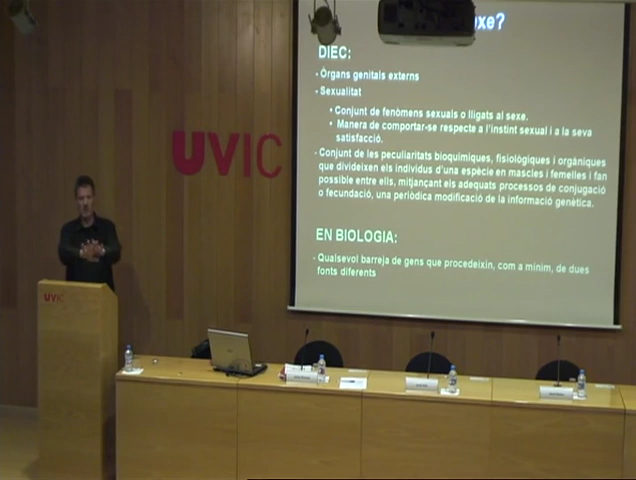 uxe?
DIEC:
- Òrgans genitals externs
- Sexualitat
• Conjunt de fenòmens sexuals o lligats al sexe.
• Manera de comportar-se respecte a l'instint sexual i a la seva
satisfacció.
- Conjunt de les peculiaritats bioquímiques, fisiològiques i orgàniques
que divideixen els individus d'una espècie en mascles i femelles i fan
possible entre ells, mitjançant els adequats processos de conjugació
o fecundació, una periòdica modificació de la informació genètica.
EN BIOLOGIA:
- Qualsevol barreja de gens que procedeixin, com a mínim, de dues
fonts diferents
UVIC
UVIC